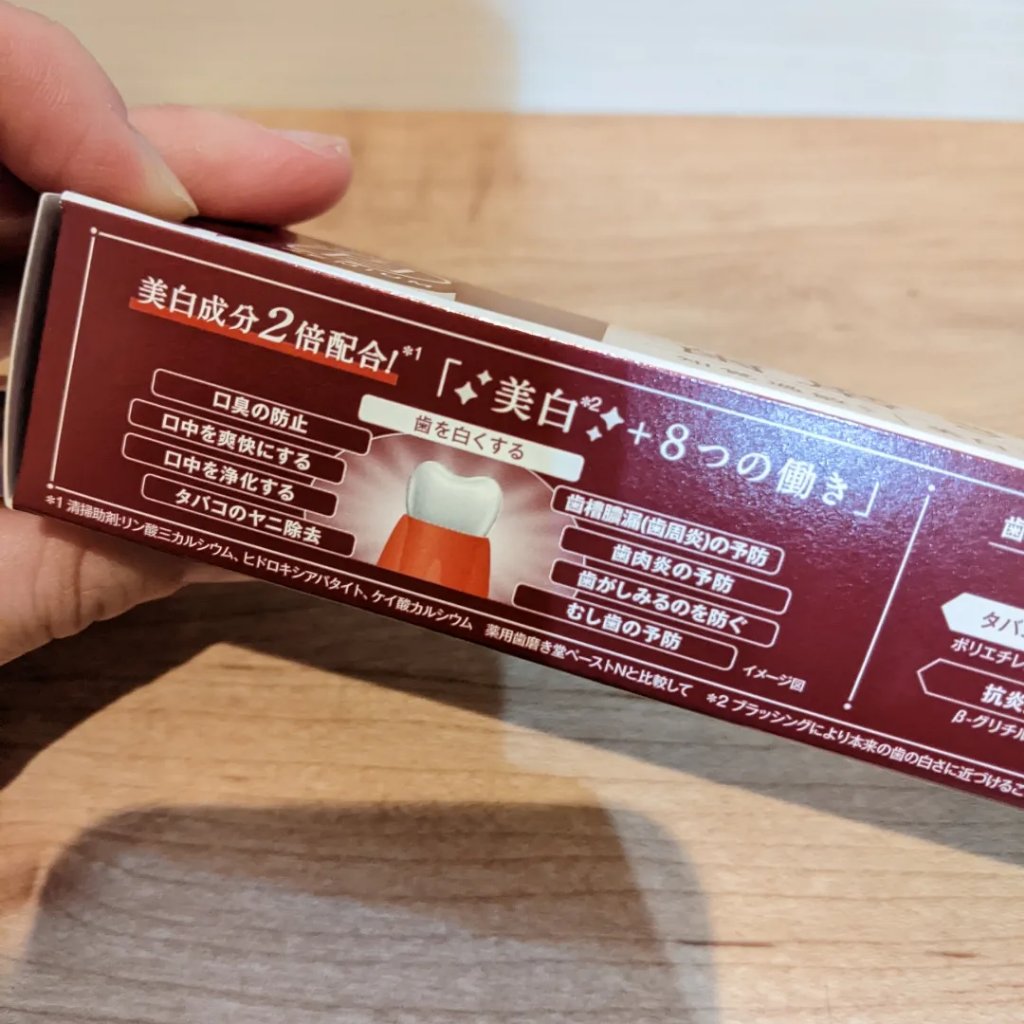 美白成分2倍配合!*1
「美白*2+8つの働き」
歯を白くする
口臭の防止
口中を爽快にする
口中を浄化する
タバコのヤニ除去
歯槽膿漏(歯周炎)の予防
歯肉炎の予防
歯がしみるのを防ぐ
むし歯の予防
イメージ図
*1 清掃助剤:リン酸三カルシウム、ヒドロキシアパタイト、ケイ酸カルシウム 薬用歯磨き堂ペーストNと比較して *2 ブラッシングにより本来の歯の白さに近づけるこ
歯
タバ
ポリエチレ
抗炎
β-グリチル